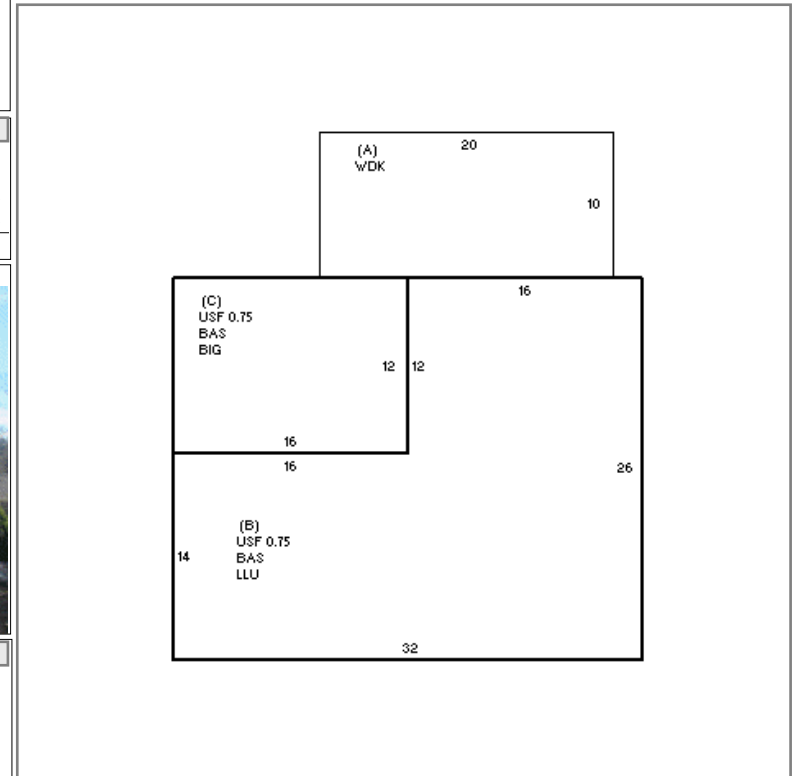 (A)
WDK
20
10
16
(C)
USF 0.75
BAS
BIG
12
12
16
16
26
(B)
USF 0.75
BAS
LLU
14
32